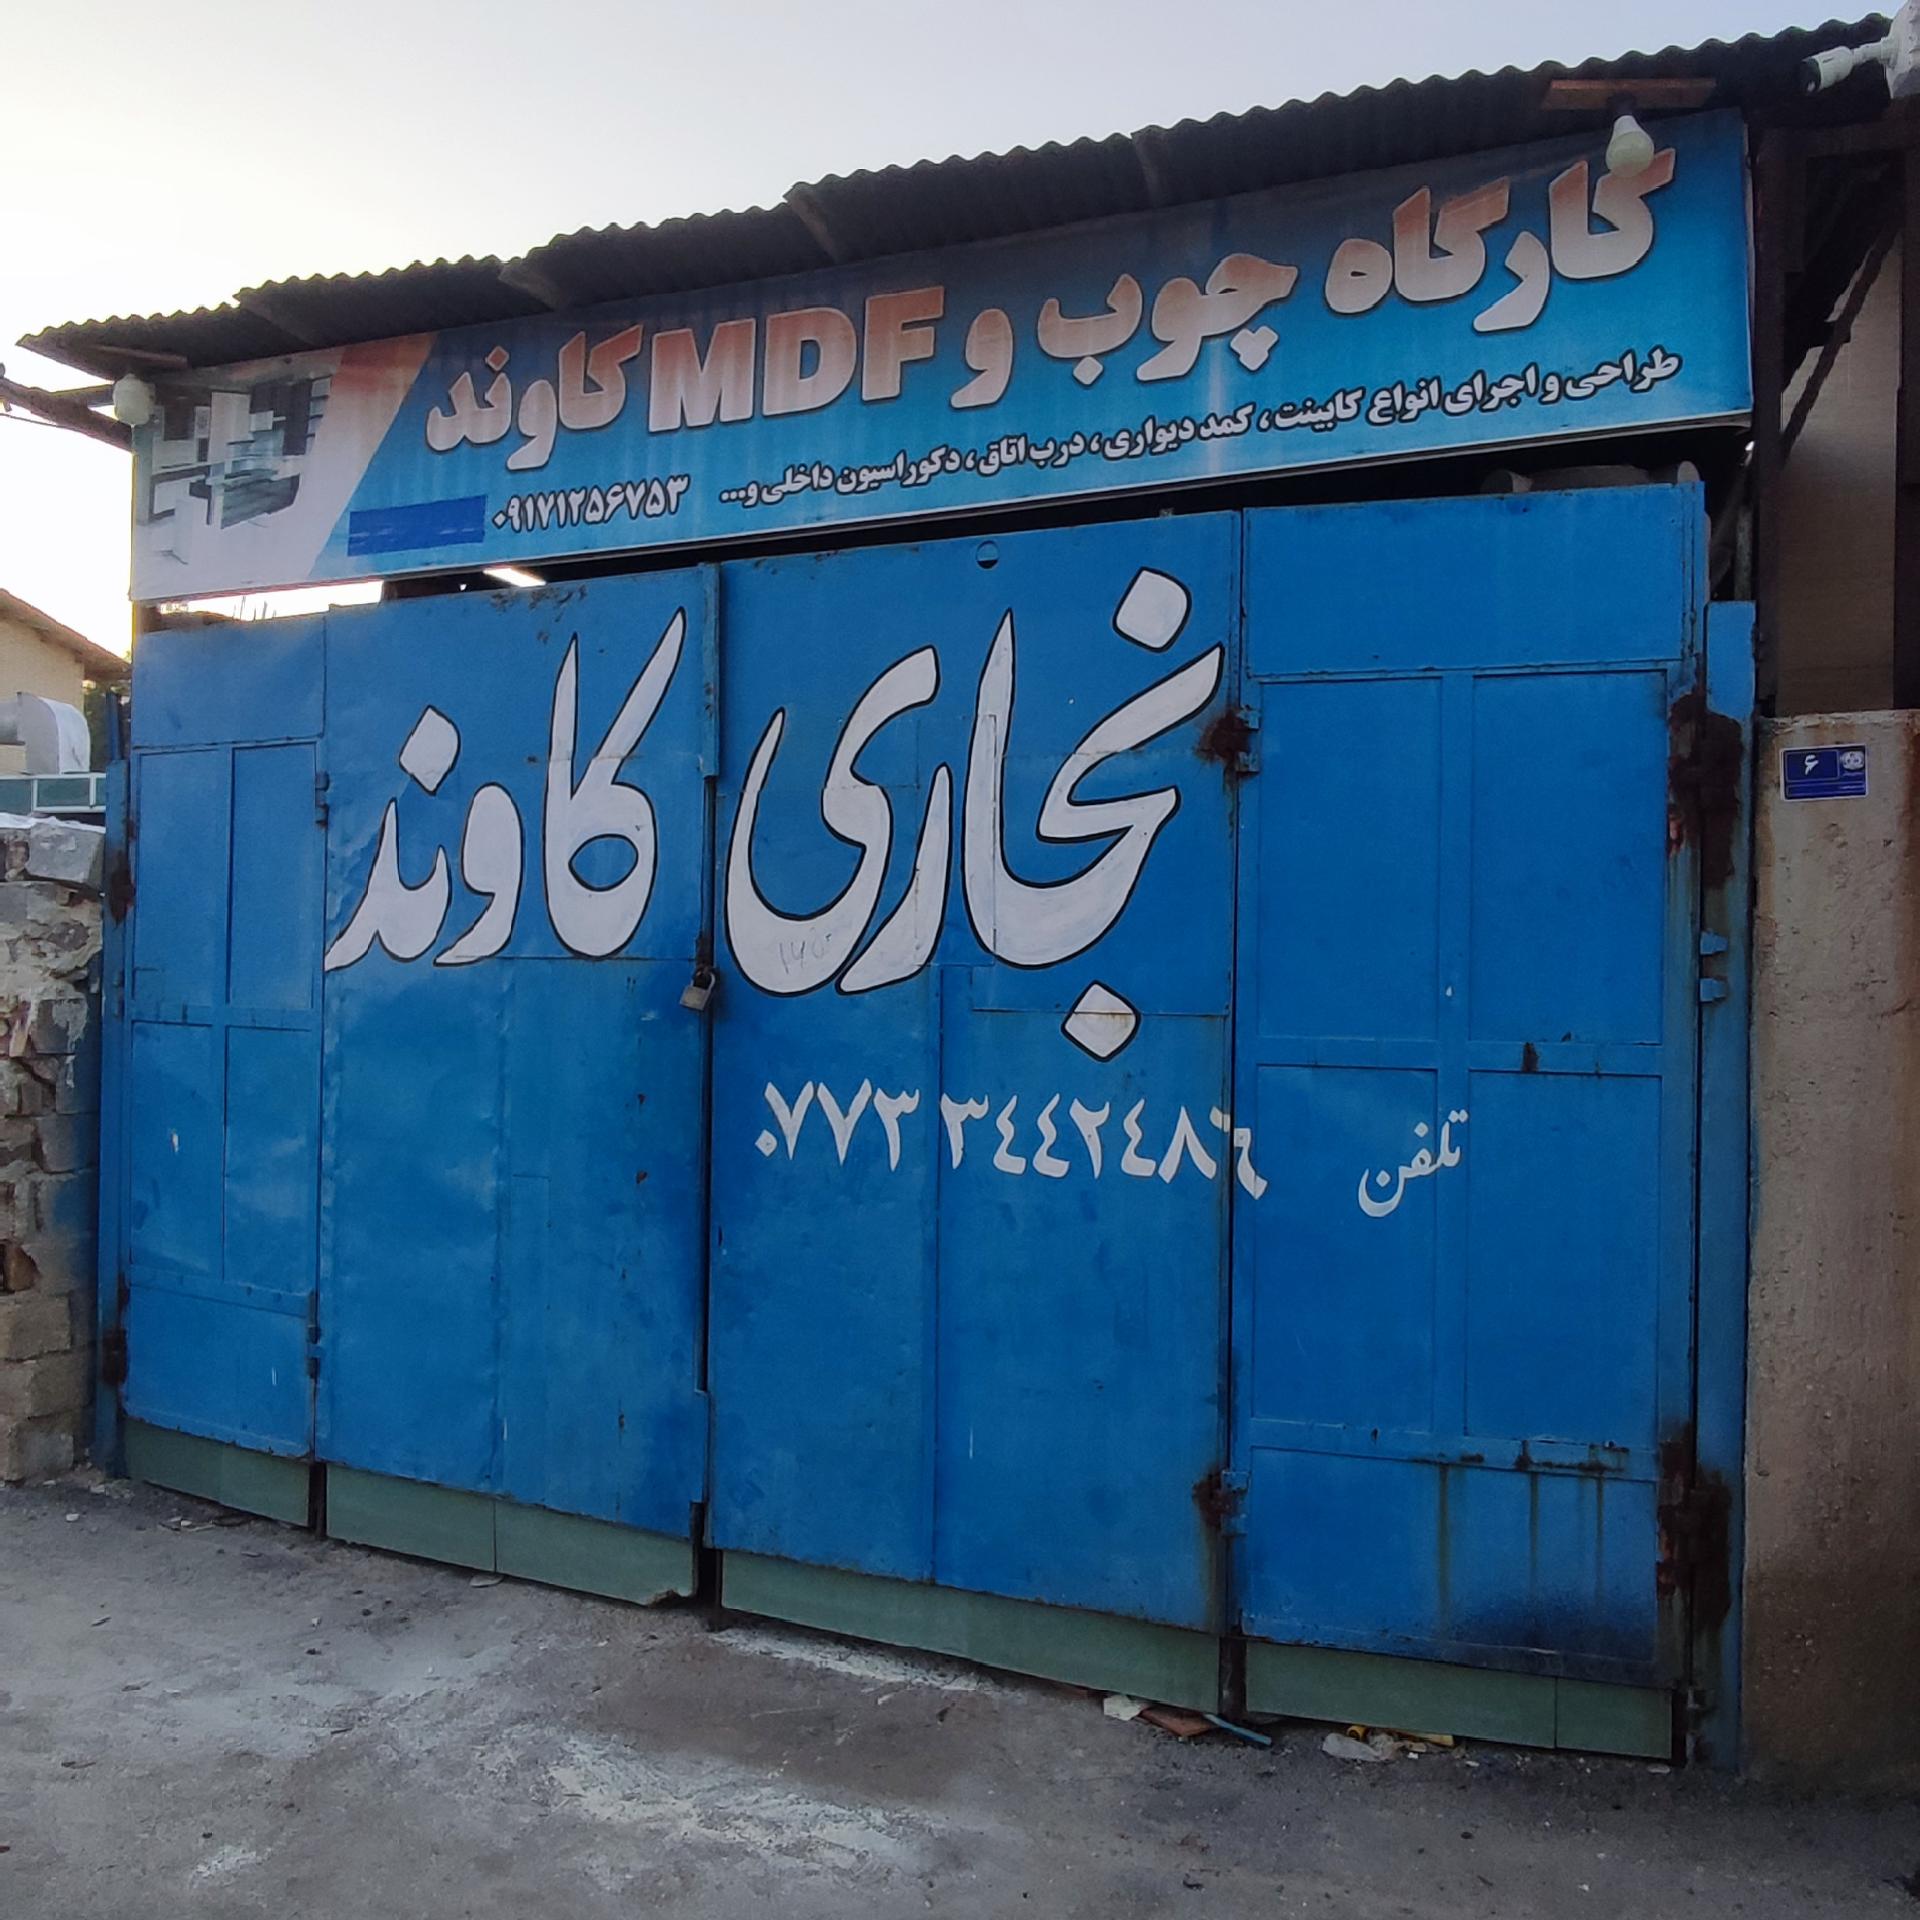 کارگاه چوب و MDF کاوند
طراحی و اجرای انواع کابینت، کمد دیواری، درب اتاق، دکوراسیون داخلی و...
۰۹۱۷۱۲۵۶۷۵۳
نجاری کاوند
تلفن ۰۷۷۳ ۳٤٤۲٤۸٦
۶